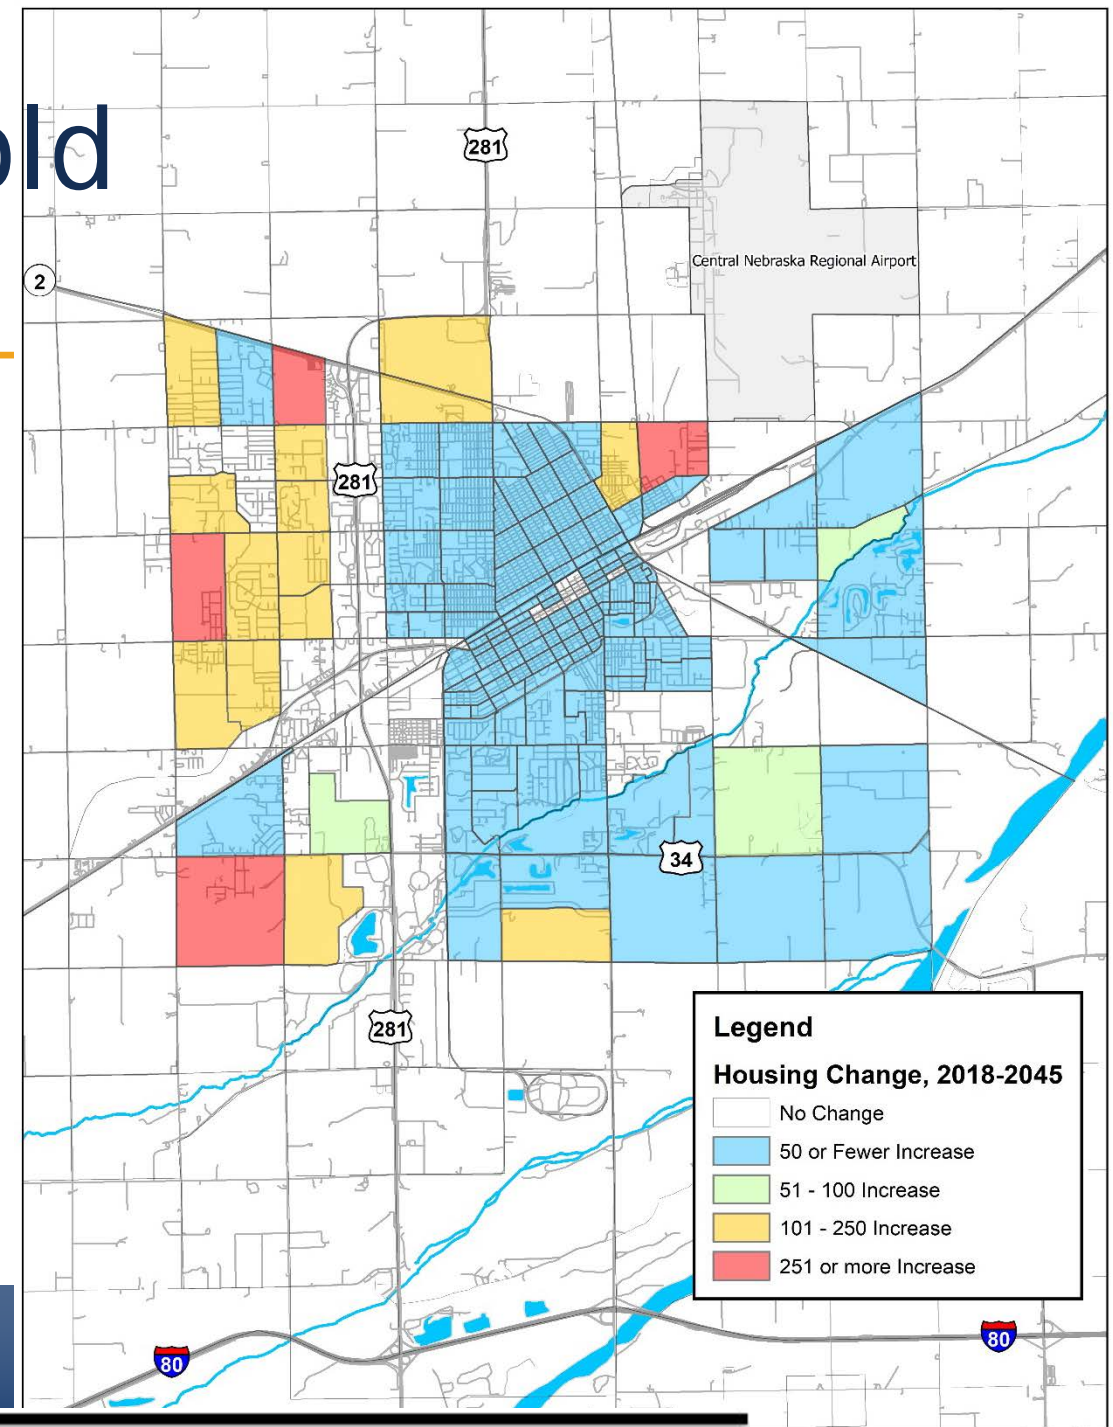 old
281
Central Nebraska Regional Airport
2
281
34
281
Legend
Housing Change, 2018-2045
No Change
50 or Fewer Increase
51 - 100 Increase
101 - 250 Increase
251 or more Increase
80
80